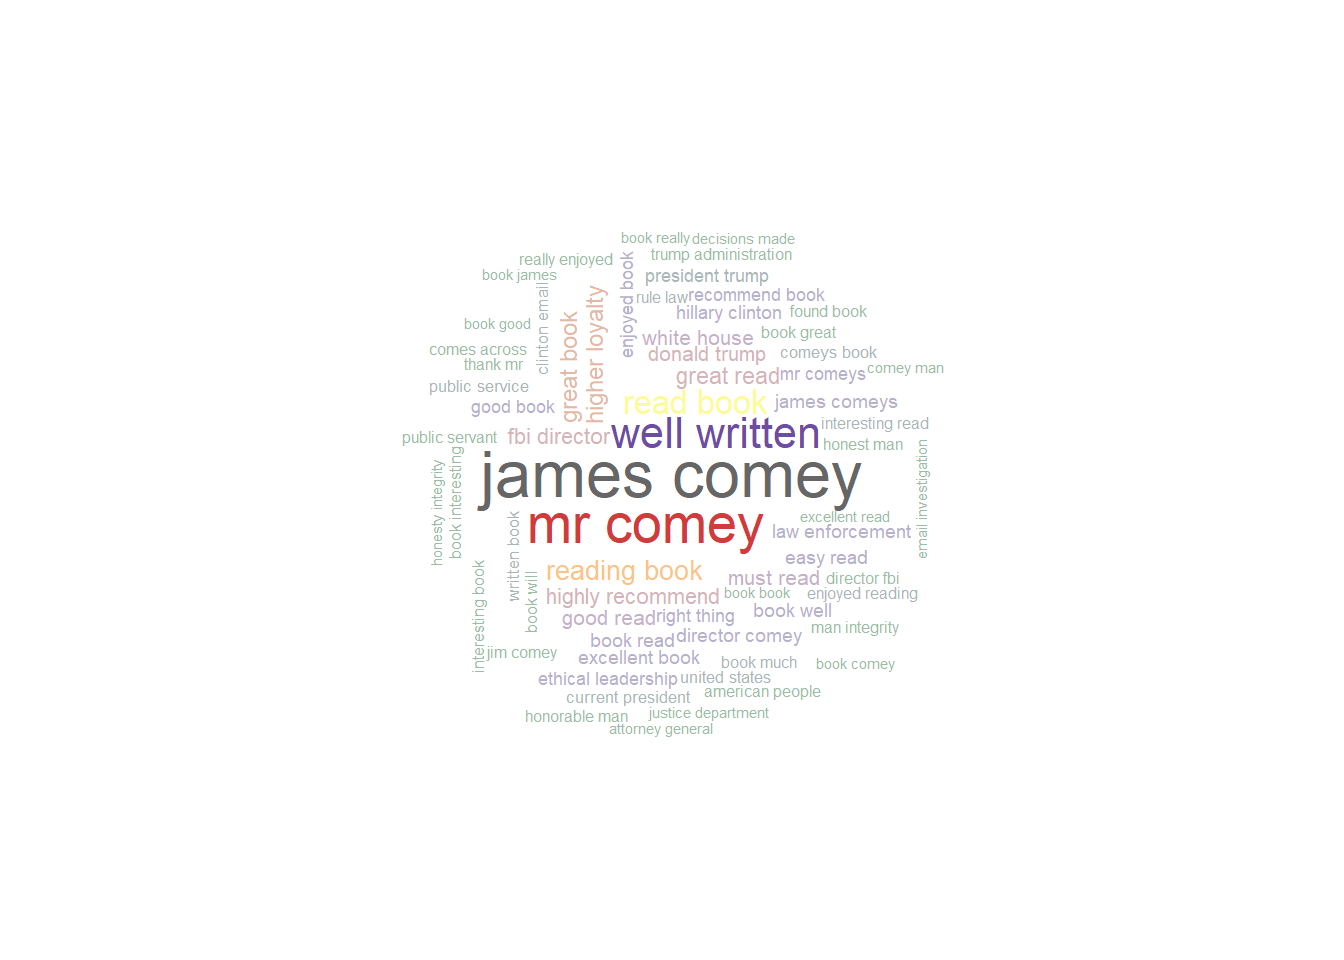 book really
decisions made
really enjoyed
trump administration
book james
president trump
enjoyed book
clinton email
rule law
recommend book
higher loyalty
great book
hillary clinton
found book
book good
white house
book great
comes across
donald trump
comeys book
thank mr
great read
mr comeys
comey man
public service
good book
read book
james comeys
public servant
fbi director
well written
interesting read
honest man
honesty integrity
book interesting
james comey
email investigation
mr comey
excellent read
law enforcement
written book
easy read
reading book
must read
director fbi
book will
interesting book
highly recommend
book book
enjoyed reading
good read
right thing
book well
book read
director comey
man integrity
jim comey
excellent book
book much
book comey
ethical leadership
united states
current president
american people
honorable man
justice department
attorney general